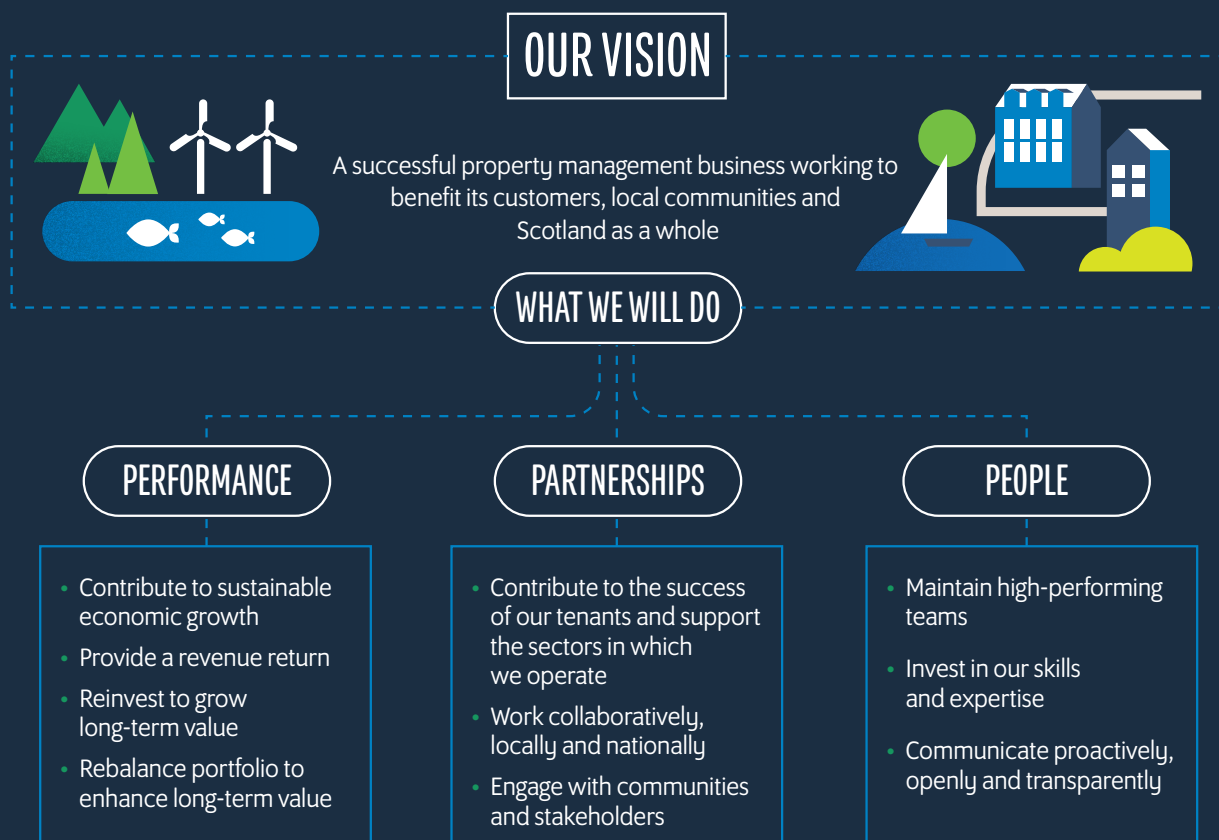 OUR VISION
A successful property management business working to
benefit its customers, local communities and
Scotland as a whole
WHAT WE WILL DO
PERFORMANCE
• Contribute to sustainable
economic growth
• Provide a revenue return
• Reinvest to grow
long-term value
• Rebalance portfolio to
enhance long-term value
PARTNERSHIPS
• Contribute to the success
of our tenants and support
the sectors in which
we operate
• Work collaboratively,
locally and nationally
• Engage with communities
and stakeholders
PEOPLE
• Maintain high-performing
teams
• Invest in our skills
and expertise
• Communicate proactively,
openly and transparently